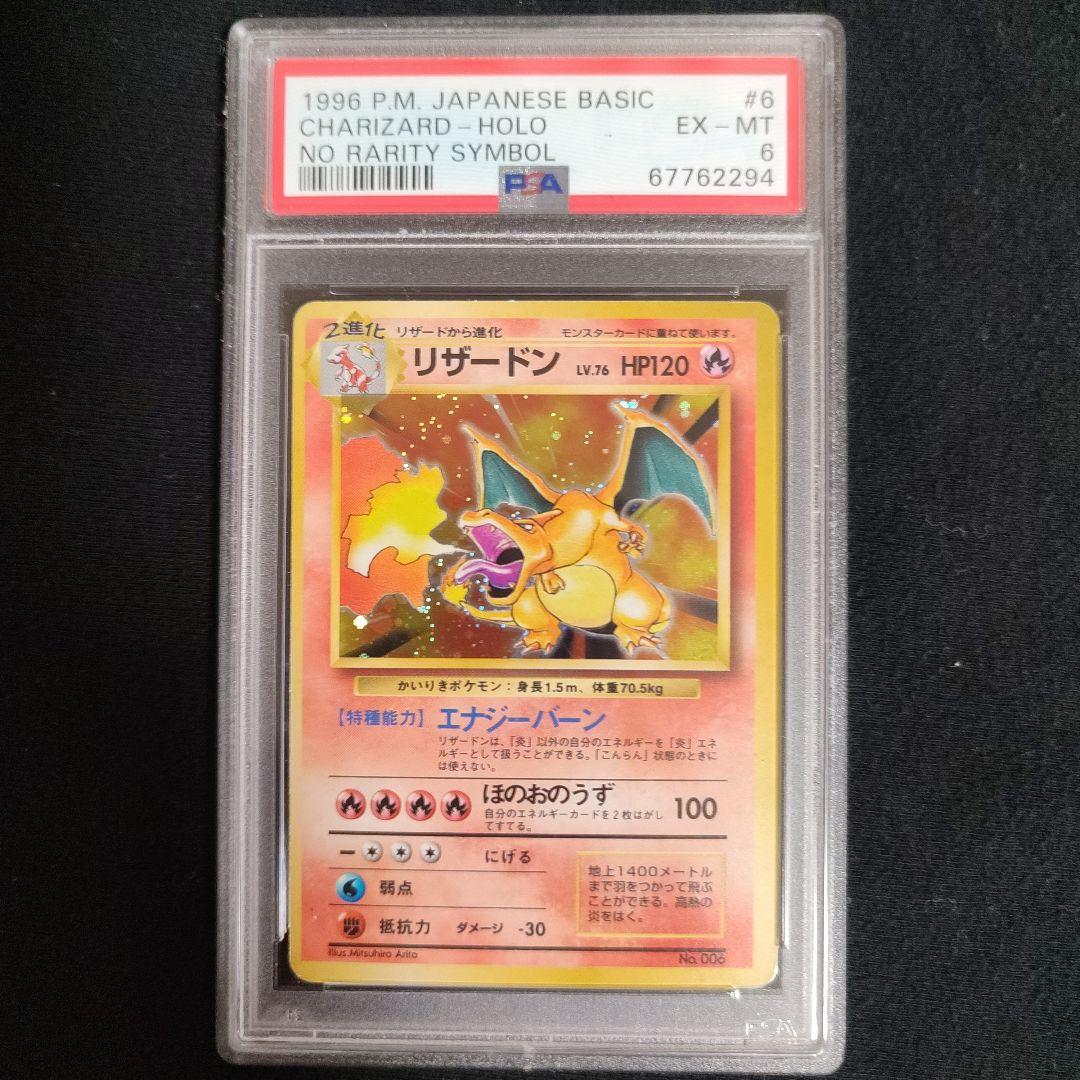 1996 P.M. JAPANESE BASIC #6
CHARIZARD-HOLO EX-MT
NO RARITY SYMBOL 6
PSA 67762294
2進化 リザードから進化 モンスターカードに重ねて使います。
リザードン LV.76 HP120
かいりきポケモン：身長1.5m、体重70.5kg
【特種能力】エナジーバーン
リザードンは、「炎」以外の自分のエネルギーを「炎」エネ
ルギーとして扱うことができる。「こんらん」状態のときに
は使えない。
ほのおのうず 100
自分のエネルギーカードを2枚はがし
てすてる。
にげる
弱点
抵抗力 ダメージ -30
地上1400メートル
まで羽をつかって飛ぶ
ことができる。高熱の
炎をはく。
Illus.Mitsuhiro Arita No. 006
PSA